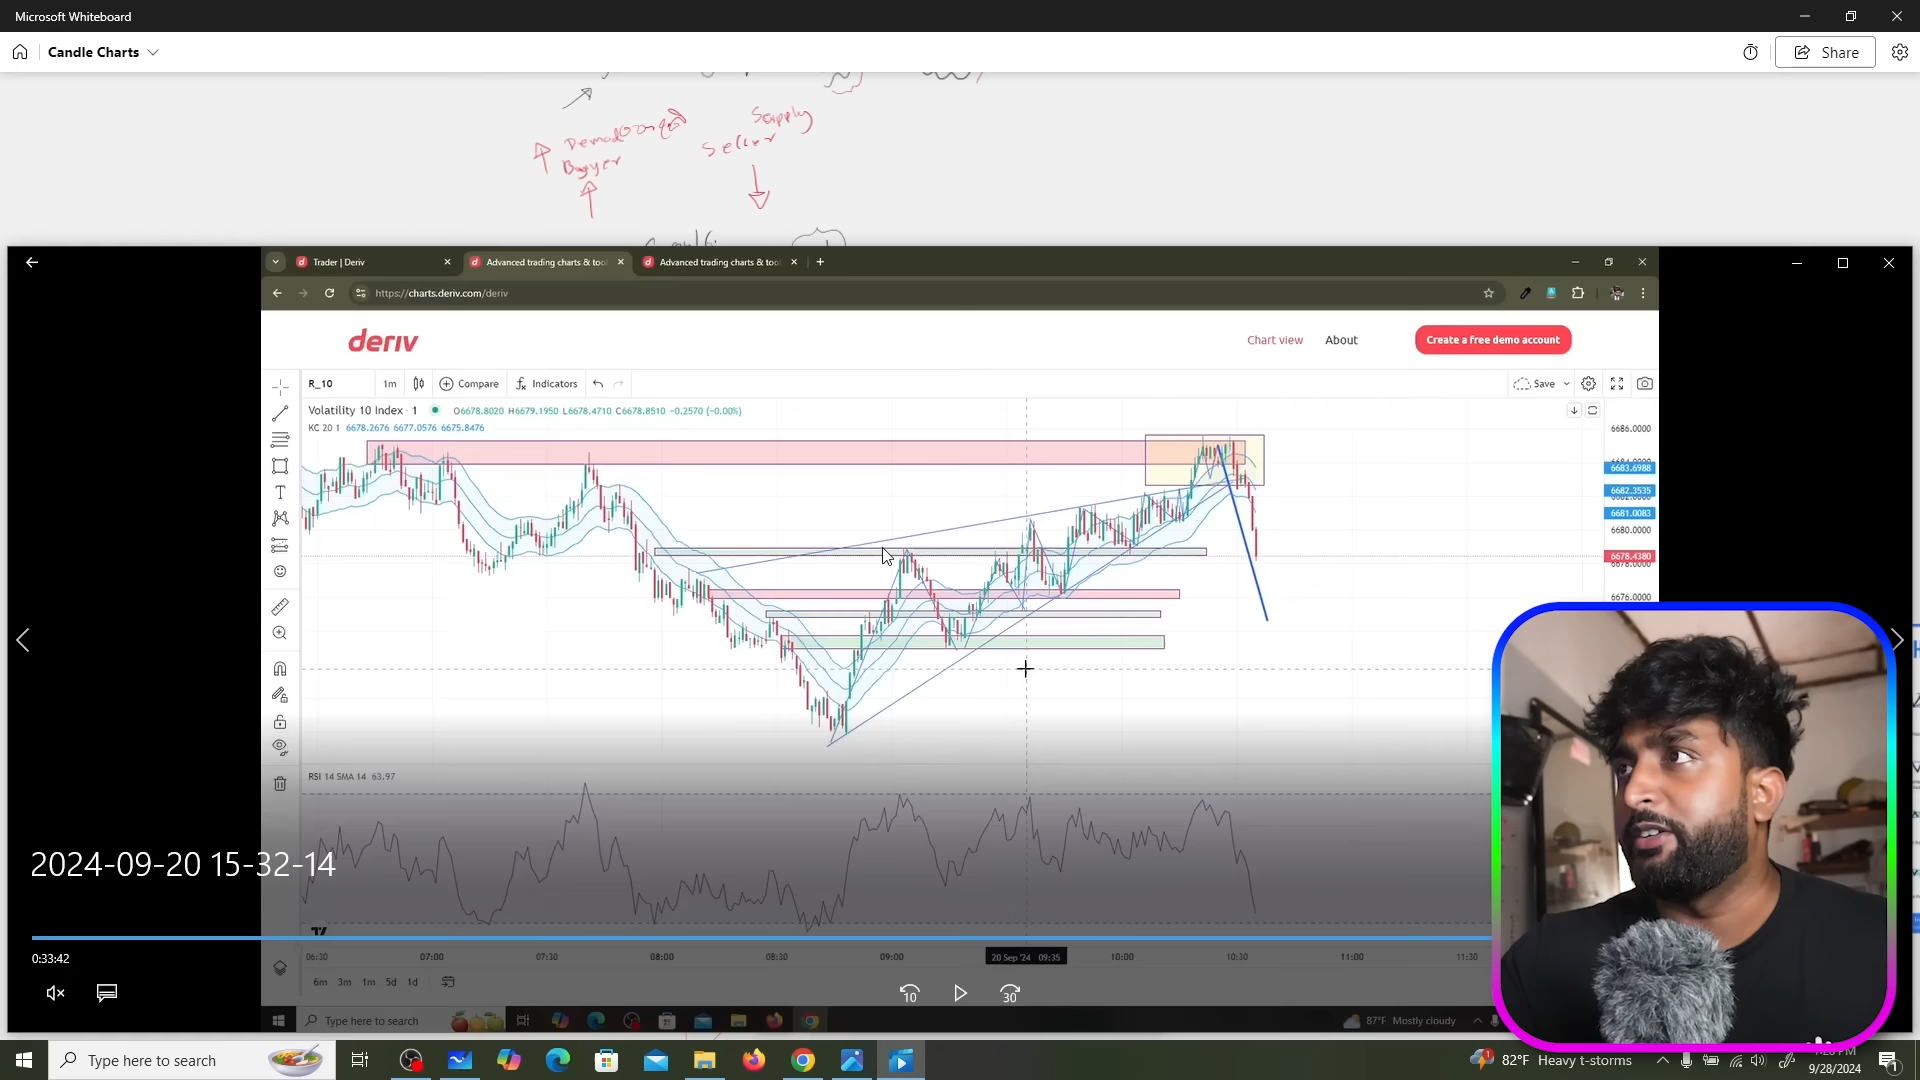 Microsoft Whiteboard
Candle Charts
Share
Supply
Seller
Trader | Deriv
Advanced trading charts & tool
Advanced trading charts & tool
https://charts.deriv.com/deriv
deriv
Chart view
About
Create a free demo account
R_10
1m
Compare
Indicators
Save
Volatility 10 Index · 1
O6678.8020 H6679.1950 L6678.4710 C6678.8510 -0.2570 (-0.00%)
KC 20 1 6678.2676 6677.0576 6675.8476
6686.0000
6683.6988
6682.3535
6681.0083
6680.0000
6678.4380
6678.0000
6676.0000
RSI 14 SMA 14 63.97
2024-09-20 15-32-14
0:33:42
06:30
07:00
07:30
08:00
08:30
09:00
20 Sep '24 09:35
10:00
10:30
11:00
11:30
6m 3m 1m 5d 1d
10
30
Type here to search
87°F Mostly cloudy
Type here to search
82°F Heavy t-storms
9/28/2024